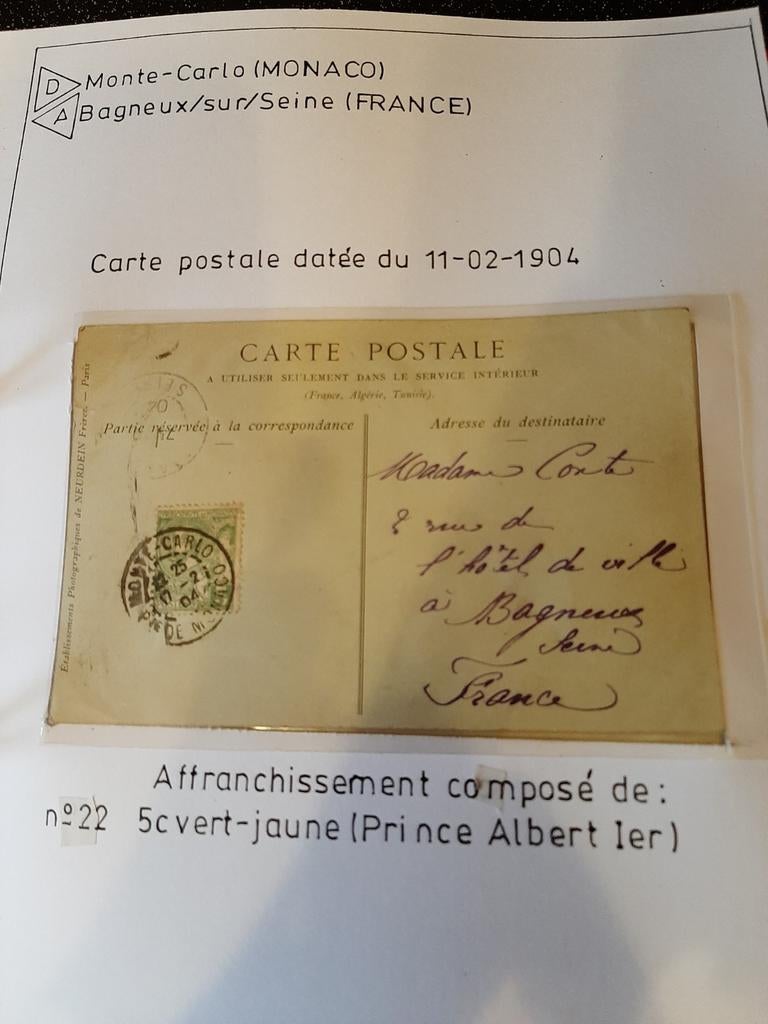 D Monte-Carlo (MONACO)
A Bagneux/sur/Seine (FRANCE)
Carte postale datée du 11-02-1904
CARTE POSTALE
A UTILISER SEULEMENT DANS LE SERVICE INTÉRIEUR
(France, Algérie, Tunisie).
Partie réservée à la correspondance
Adresse du destinataire
Établissements Photographiques de NEURDEIN Frères. — Paris
Madame Conte
8 rue de
l'hôtel de ville
à Bagneux
Seine
France
MONTE-CARLO
25
04
Affranchissement composé de:
nº22 5c vert-jaune (Prince Albert Ier)